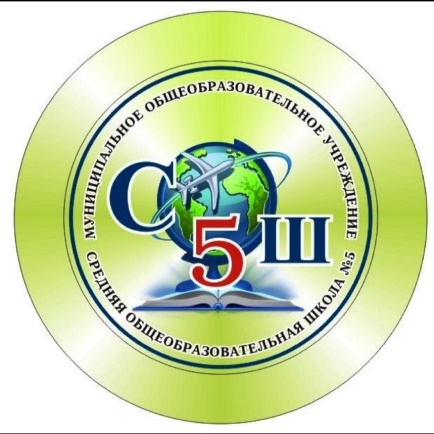 МУНИЦИПАЛЬНОЕ ОБЩЕОБРАЗОВАТЕЛЬНОЕ УЧРЕЖДЕНИЕ
С
5
Ш
СРЕДНЯЯ ОБЩЕОБРАЗОВАТЕЛЬНАЯ ШКОЛА №5